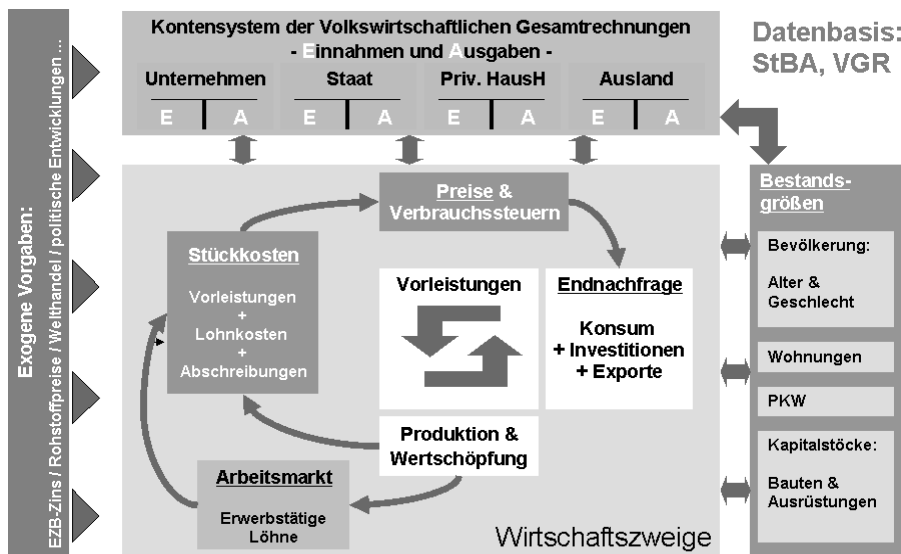 Exogene Vorgaben:
EZB-Zins / Rohstoffpreise / Welthandel / politische Entwicklungen ...
Kontensystem der Volkswirtschaftlichen Gesamtrechnungen
- Einnahmen und Ausgaben -
Unternehmen
E A
Staat
E A
Priv. HausH
E A
Ausland
E A
Datenbasis:
StBA, VGR
Preise &
Verbrauchssteuern
Stückkosten
Vorleistungen
+
Lohnkosten
+
Abschreibungen
Vorleistungen
Endnachfrage
Konsum
+ Investitionen
+ Exporte
Produktion &
Wertschöpfung
Arbeitsmarkt
Erwerbstätige
Löhne
Wirtschaftszweige
Bestands-
größen
Bevölkerung:
Alter &
Geschlecht
Wohnungen
PKW
Kapitalstöcke:
Bauten &
Ausrüstungen